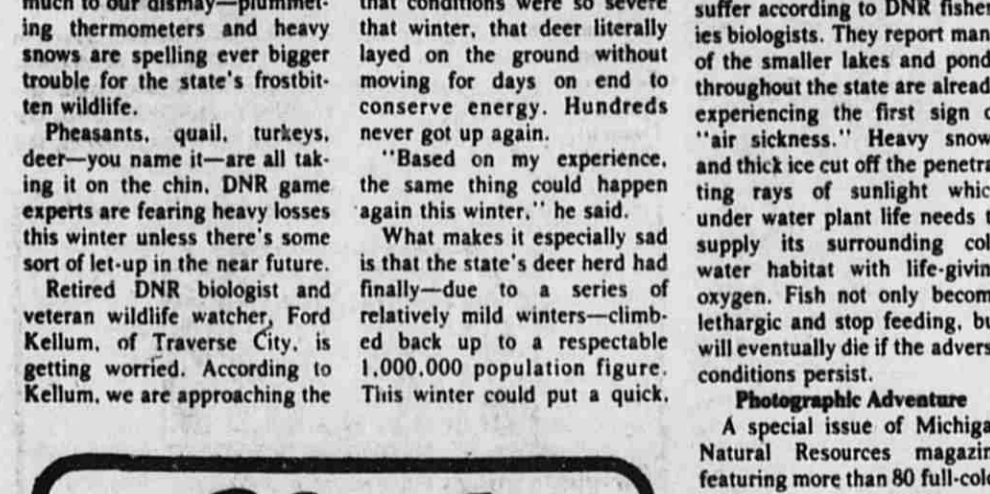 much to our dismay—plummet-
ing thermometers and heavy
snows are spelling ever bigger
trouble for the state's frostbit-
ten wildlife.
Pheasants, quail, turkeys,
deer—you name it—are all tak-
ing it on the chin. DNR game
experts are fearing heavy losses
this winter unless there's some
sort of let-up in the near future.
Retired DNR biologist and
veteran wildlife watcher, Ford
Kellum, of Traverse City, is
getting worried. According to
Kellum, we are approaching the
that conditions were so severe
that winter, that deer literally
layed on the ground without
moving for days on end to
conserve energy. Hundreds
never got up again.
"Based on my experience,
the same thing could happen
again this winter," he said.
What makes it especially sad
is that the state's deer herd had
finally—due to a series of
relatively mild winters—climb-
ed back up to a respectable
1,000,000 population figure.
This winter could put a quick,
suffer according to DNR fisher
ies biologists. They report man
of the smaller lakes and pond
throughout the state are alread
experiencing the first sign o
"air sickness." Heavy snow
and thick ice cut off the penetra
ting rays of sunlight whic
under water plant life needs t
supply its surrounding col
water habitat with life-givin
oxygen. Fish not only becom
lethargic and stop feeding, bu
will eventually die if the advers
conditions persist.
Photographic Adventure
A special issue of Michiga
Natural Resources magazin
featuring more than 80 full-colo